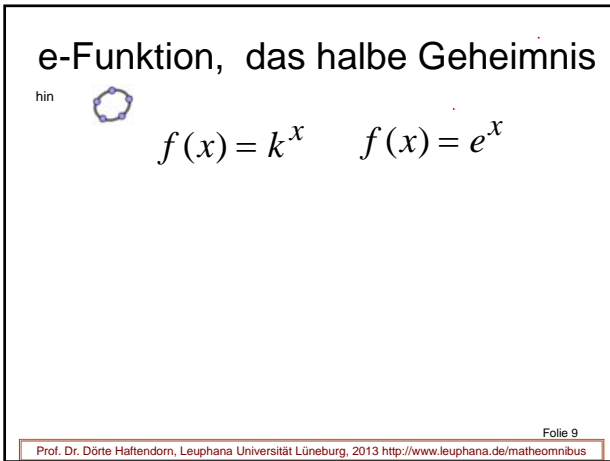 e-Funktion, das halbe Geheimnis
hin
f(x) = k^x f(x) = e^x
Folie 9
Prof. Dr. Dörte Haftendorn, Leuphana Universität Lüneburg, 2013 http://www.leuphana.de/matheomnibus